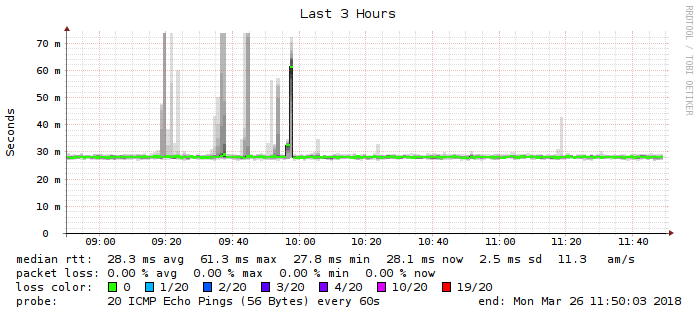 Last 3 Hours
RRDTOOL / TOBI OETIKER
Seconds
70 m
60 m
50 m
40 m
30 m
20 m
10 m
0
09:00 09:20 09:40 10:00 10:20 10:40 11:00 11:20 11:40
median rtt: 28.3 ms avg 61.3 ms max 27.8 ms min 28.1 ms now 2.5 ms sd 11.3 am/s
packet loss: 0.00 % avg 0.00 % max 0.00 % min 0.00 % now
loss color: 0 1/20 2/20 3/20 4/20 10/20 19/20
probe: 20 ICMP Echo Pings (56 Bytes) every 60s end: Mon Mar 26 11:50:03 2018